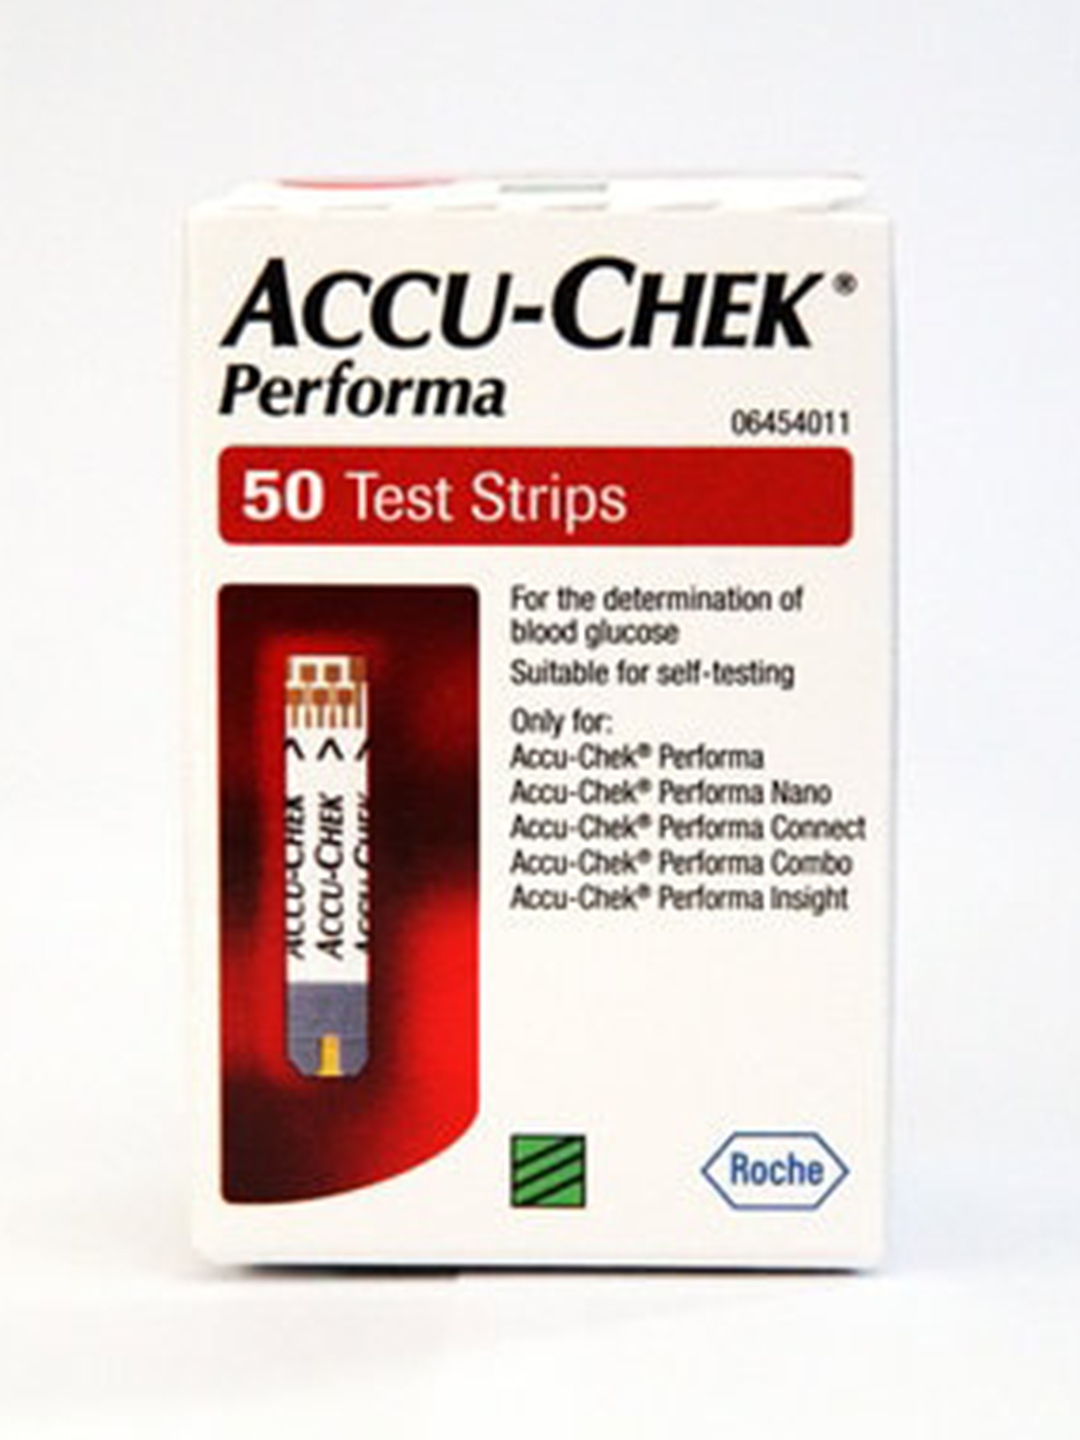 ACCU-CHEK®
Performa
06454011
50 Test Strips
For the determination of
blood glucose
Suitable for self-testing
Only for:
Accu-Chek® Performa
Accu-Chek® Performa Nano
Accu-Chek® Performa Connect
Accu-Chek® Performa Combo
Accu-Chek® Performa Insight
ACCU-CHEK
ACCU-CHEK
ACCU-CHEK
Roche